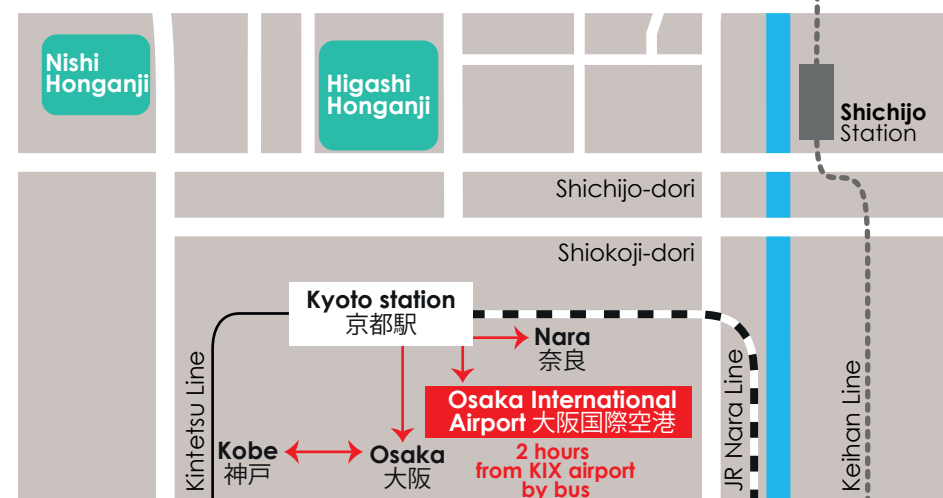 Nishi
Honganji
Higashi
Honganji
Shichijo
Station
Shichijo-dori
Shiokoji-dori
Kyoto station
京都駅
Nara
奈良
Osaka International
Airport 大阪国際空港
2 hours
from KIX airport
by bus
Kobe
神戸
Osaka
大阪
Kintetsu Line
JR Nara Line
Keihan Line